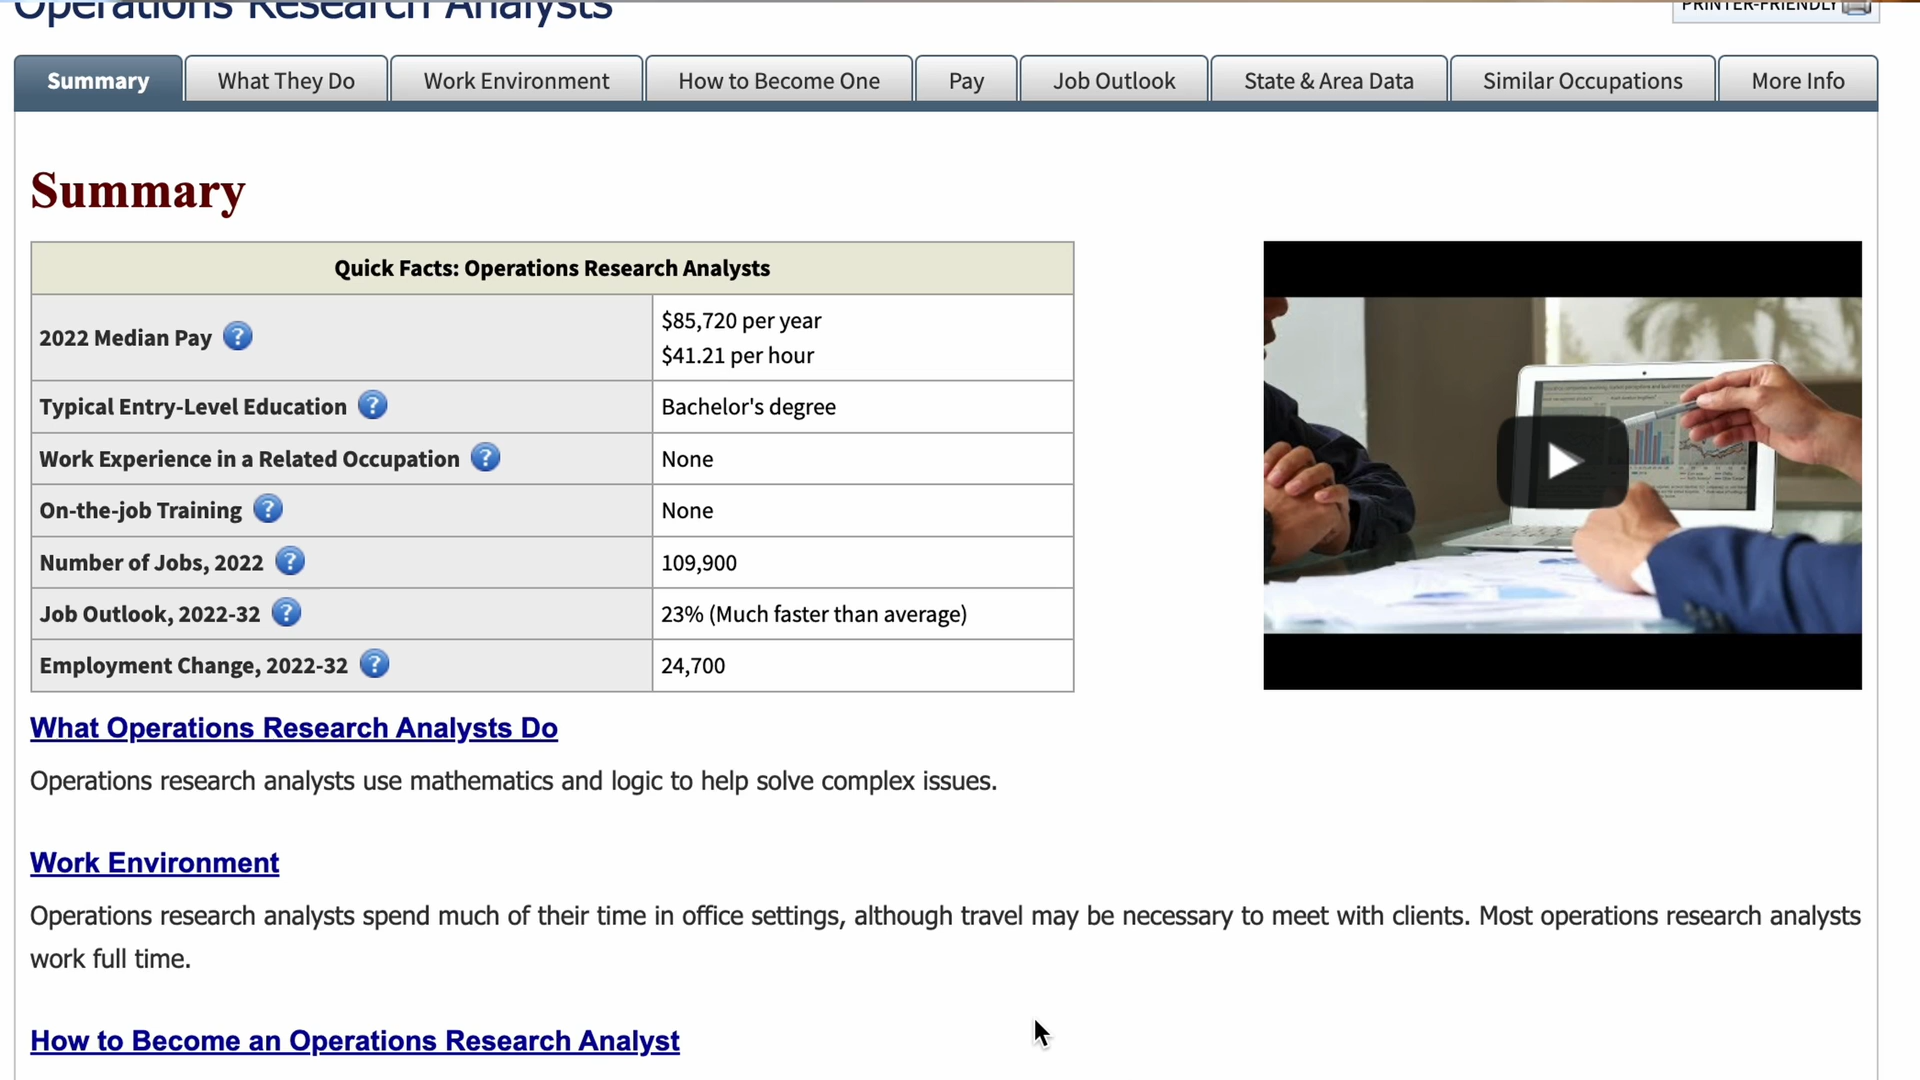 Operations Research Analysts
PRINTER-FRIENDLY
Summary
What They Do
Work Environment
How to Become One
Pay
Job Outlook
State & Area Data
Similar Occupations
More Info
Summary
Quick Facts: Operations Research Analysts
2022 Median Pay
$85,720 per year
$41.21 per hour
Typical Entry-Level Education
Bachelor's degree
Work Experience in a Related Occupation
None
On-the-job Training
None
Number of Jobs, 2022
109,900
Job Outlook, 2022-32
23% (Much faster than average)
Employment Change, 2022-32
24,700
What Operations Research Analysts Do
Operations research analysts use mathematics and logic to help solve complex issues.
Work Environment
Operations research analysts spend much of their time in office settings, although travel may be necessary to meet with clients. Most operations research analysts
work full time.
How to Become an Operations Research Analyst